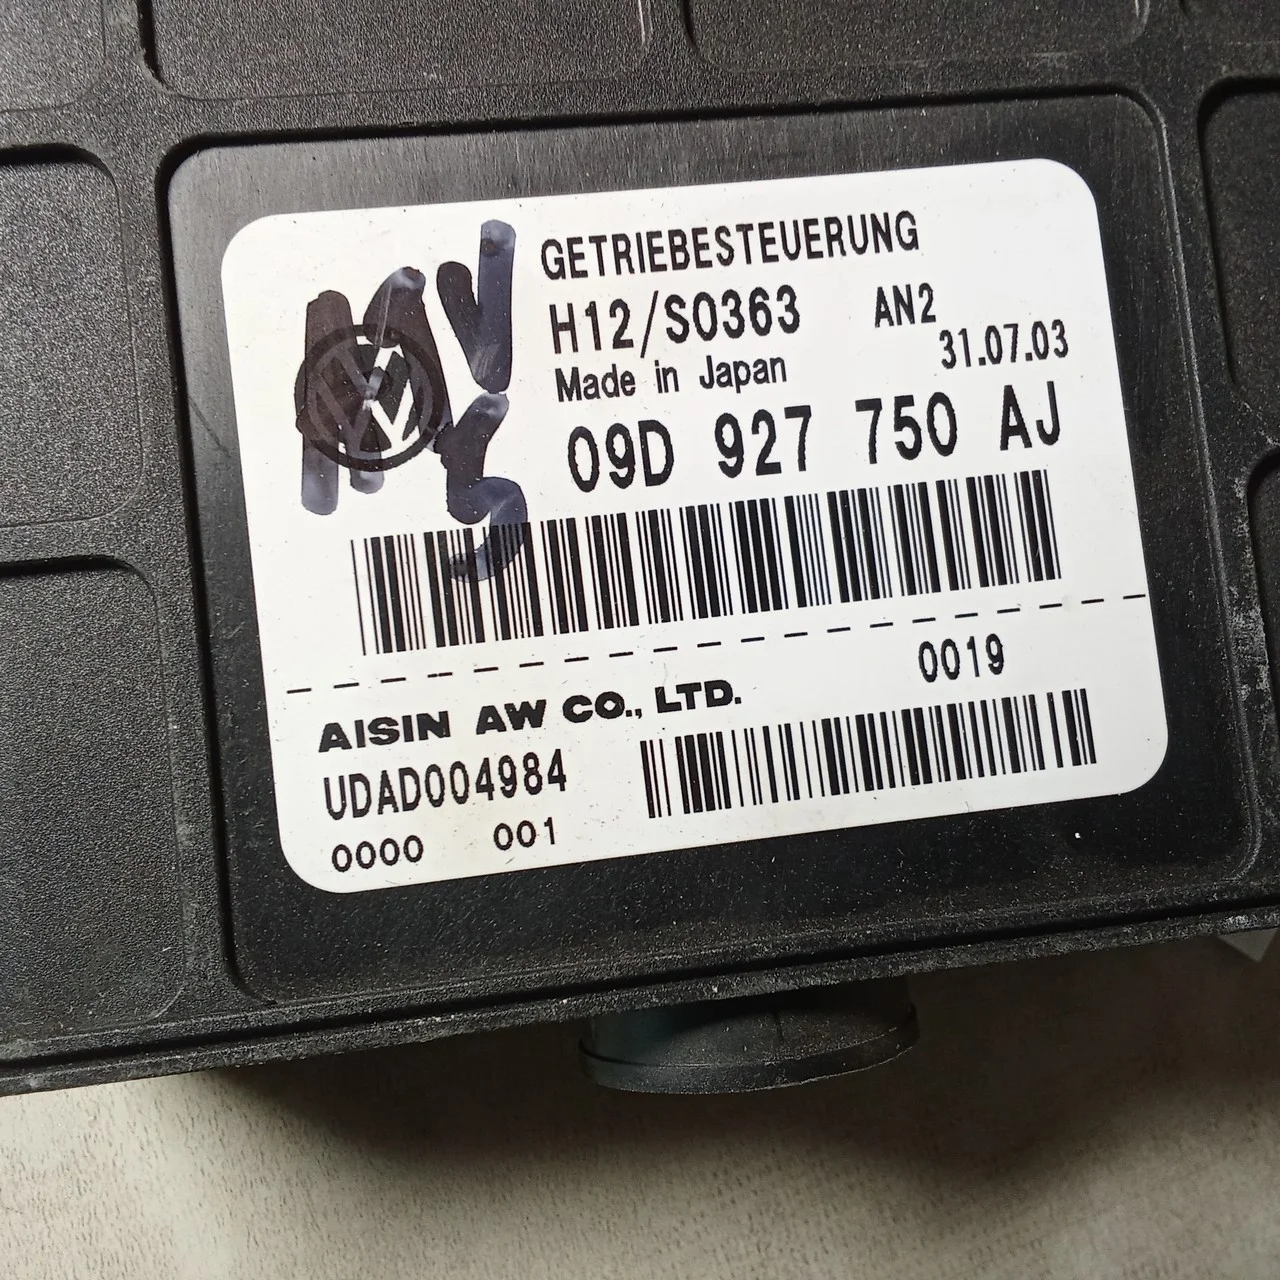 GETRIEBESTEUERUNG
H12/S0363 AN2
Made in Japan 31.07.03
09D 927 750 AJ
0019
AISIN AW CO., LTD.
UDAD004984
0000 001